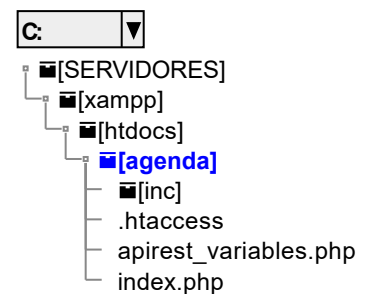 C:
[SERVIDORES]
[xampp]
[htdocs]
[agenda]
[inc]
.htaccess
apirest_variables.php
index.php